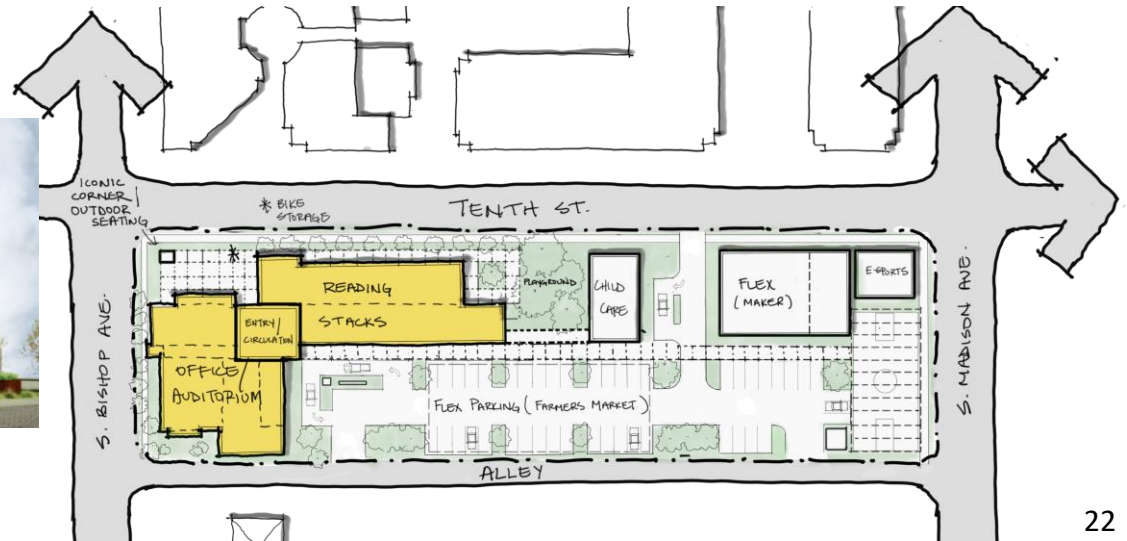 ICONIC
CORNER /
OUTDOOR
SEATING
* BIKE
STORAGE
TENTH ST.
S. BISHOP AVE.
READING
STACKS
ENTRY/
CIRCULATION
OFFICE/
AUDITORIUM
PLAYGROUND
CHILD
CARE
FLEX
(MAKER)
E-SPORTS
S. MADISON AVE.
FLEX PARKING (FARMERS MARKET)
ALLEY
22